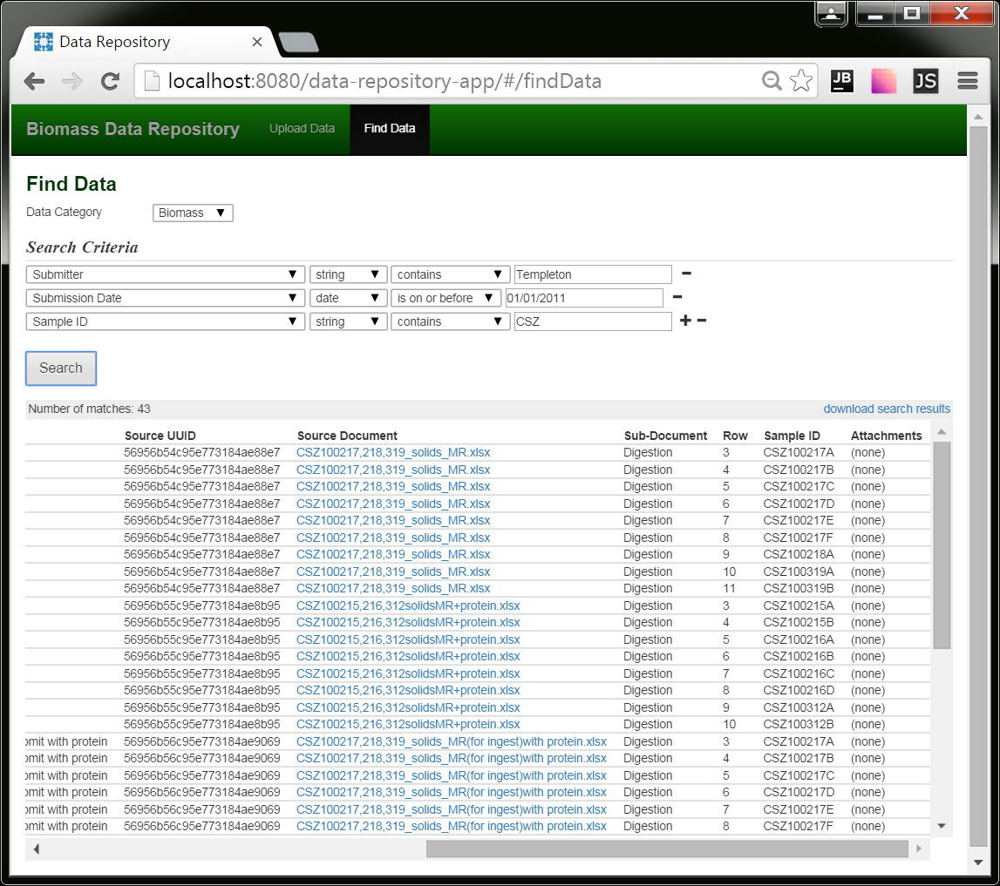 Data Repository
localhost:8080/data-repository-app/#/findData
JB
JS
Biomass Data Repository Upload Data Find Data
Find Data
Data Category Biomass
Search Criteria
Submitter string contains Templeton
Submission Date date is on or before 01/01/2011
Sample ID string contains CSZ
Search
Number of matches: 43 download search results
Source UUID Source Document Sub-Document Row Sample ID Attachments
56956b54c95e773184ae88e7 CSZ100217,218,319_solids_MR.xlsx Digestion 3 CSZ100217A (none)
56956b54c95e773184ae88e7 CSZ100217,218,319_solids_MR.xlsx Digestion 4 CSZ100217B (none)
56956b54c95e773184ae88e7 CSZ100217,218,319_solids_MR.xlsx Digestion 5 CSZ100217C (none)
56956b54c95e773184ae88e7 CSZ100217,218,319_solids_MR.xlsx Digestion 6 CSZ100217D (none)
56956b54c95e773184ae88e7 CSZ100217,218,319_solids_MR.xlsx Digestion 7 CSZ100217E (none)
56956b54c95e773184ae88e7 CSZ100217,218,319_solids_MR.xlsx Digestion 8 CSZ100217F (none)
56956b54c95e773184ae88e7 CSZ100217,218,319_solids_MR.xlsx Digestion 9 CSZ100218A (none)
56956b54c95e773184ae88e7 CSZ100217,218,319_solids_MR.xlsx Digestion 10 CSZ100319A (none)
56956b54c95e773184ae88e7 CSZ100217,218,319_solids_MR.xlsx Digestion 11 CSZ100319B (none)
56956b55c95e773184ae8b95 CSZ100215,216,312solidsMR+protein.xlsx Digestion 3 CSZ100215A (none)
56956b55c95e773184ae8b95 CSZ100215,216,312solidsMR+protein.xlsx Digestion 4 CSZ100215B (none)
56956b55c95e773184ae8b95 CSZ100215,216,312solidsMR+protein.xlsx Digestion 5 CSZ100216A (none)
56956b55c95e773184ae8b95 CSZ100215,216,312solidsMR+protein.xlsx Digestion 6 CSZ100216B (none)
56956b55c95e773184ae8b95 CSZ100215,216,312solidsMR+protein.xlsx Digestion 7 CSZ100216C (none)
56956b55c95e773184ae8b95 CSZ100215,216,312solidsMR+protein.xlsx Digestion 8 CSZ100216D (none)
56956b55c95e773184ae8b95 CSZ100215,216,312solidsMR+protein.xlsx Digestion 9 CSZ100312A (none)
56956b55c95e773184ae8b95 CSZ100215,216,312solidsMR+protein.xlsx Digestion 10 CSZ100312B (none)
omit with protein 56956b56c95e773184ae9069 CSZ100217,218,319_solids_MR(for ingest)with protein.xlsx Digestion 3 CSZ100217A (none)
omit with protein 56956b56c95e773184ae9069 CSZ100217,218,319_solids_MR(for ingest)with protein.xlsx Digestion 4 CSZ100217B (none)
omit with protein 56956b56c95e773184ae9069 CSZ100217,218,319_solids_MR(for ingest)with protein.xlsx Digestion 5 CSZ100217C (none)
omit with protein 56956b56c95e773184ae9069 CSZ100217,218,319_solids_MR(for ingest)with protein.xlsx Digestion 6 CSZ100217D (none)
omit with protein 56956b56c95e773184ae9069 CSZ100217,218,319_solids_MR(for ingest)with protein.xlsx Digestion 7 CSZ100217E (none)
omit with protein 56956b56c95e773184ae9069 CSZ100217,218,319_solids_MR(for ingest)with protein.xlsx Digestion 8 CSZ100217F (none)